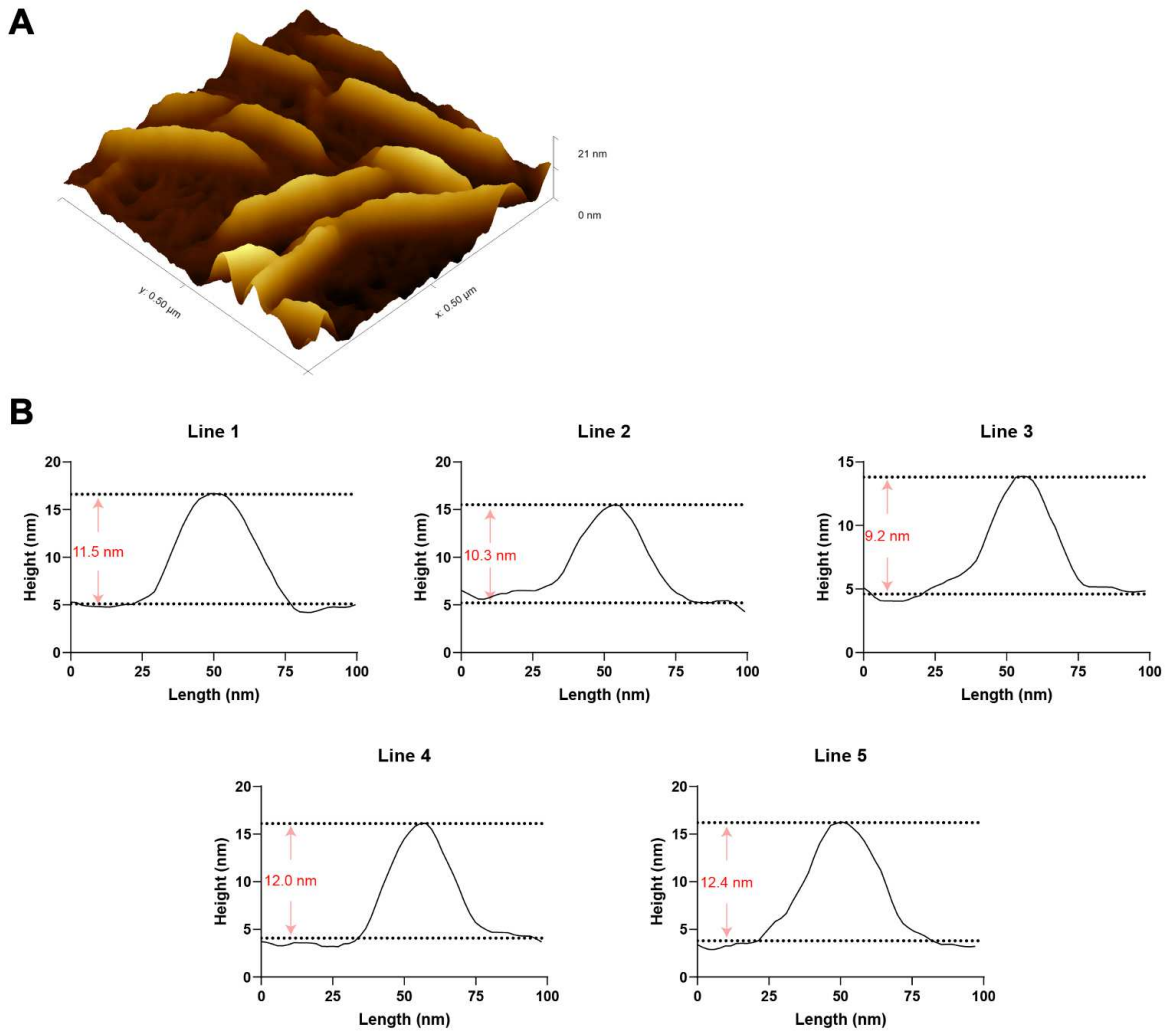 A
21 nm
0 nm
y: 0.50 µm
x: 0.50 µm
B
Line 1
Height (nm)
20
15
10
5
0
11.5 nm
0 25 50 75 100
Length (nm)
Line 2
Height (nm)
20
15
10
5
0
10.3 nm
0 25 50 75 100
Length (nm)
Line 3
Height (nm)
15
10
5
0
9.2 nm
0 25 50 75 100
Length (nm)
Line 4
Height (nm)
20
15
10
5
0
12.0 nm
0 25 50 75 100
Length (nm)
Line 5
Height (nm)
20
15
10
5
0
12.4 nm
0 25 50 75 100
Length (nm)